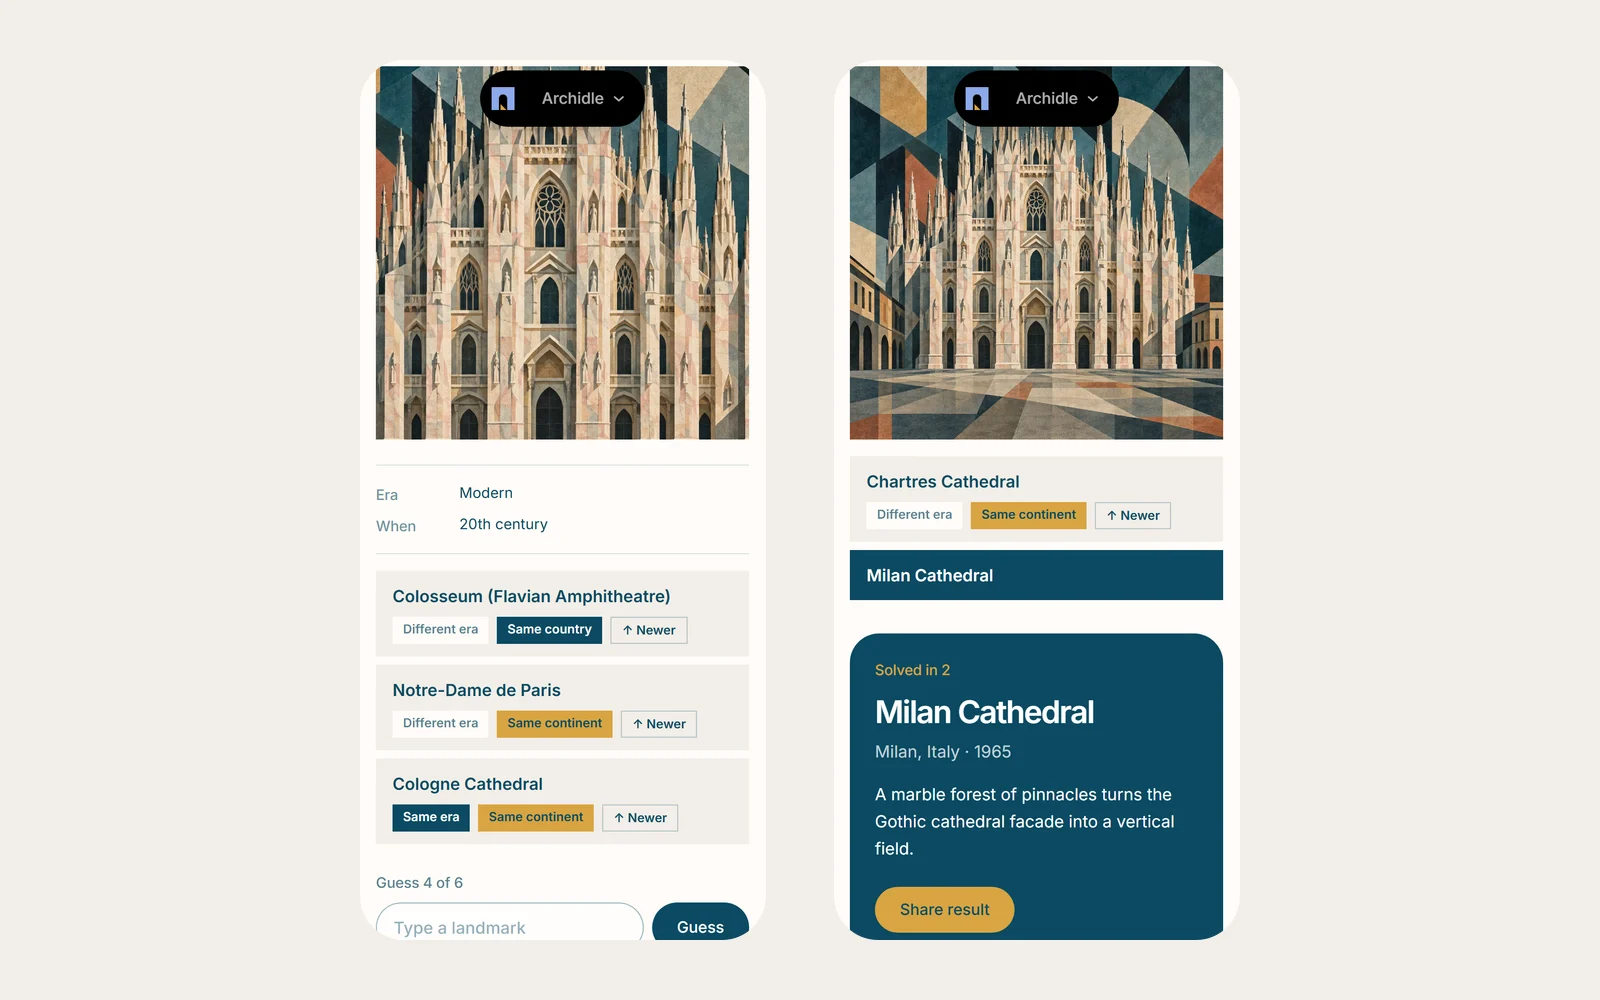 Archidle
Era Modern
When 20th century
Colosseum (Flavian Amphitheatre)
Different era Same country ↑ Newer
Notre-Dame de Paris
Different era Same continent ↑ Newer
Cologne Cathedral
Same era Same continent ↑ Newer
Guess 4 of 6
Type a landmark Guess
Archidle
Chartres Cathedral
Different era Same continent ↑ Newer
Milan Cathedral
Solved in 2
Milan Cathedral
Milan, Italy · 1965
A marble forest of pinnacles turns the
Gothic cathedral facade into a vertical
field.
Share result